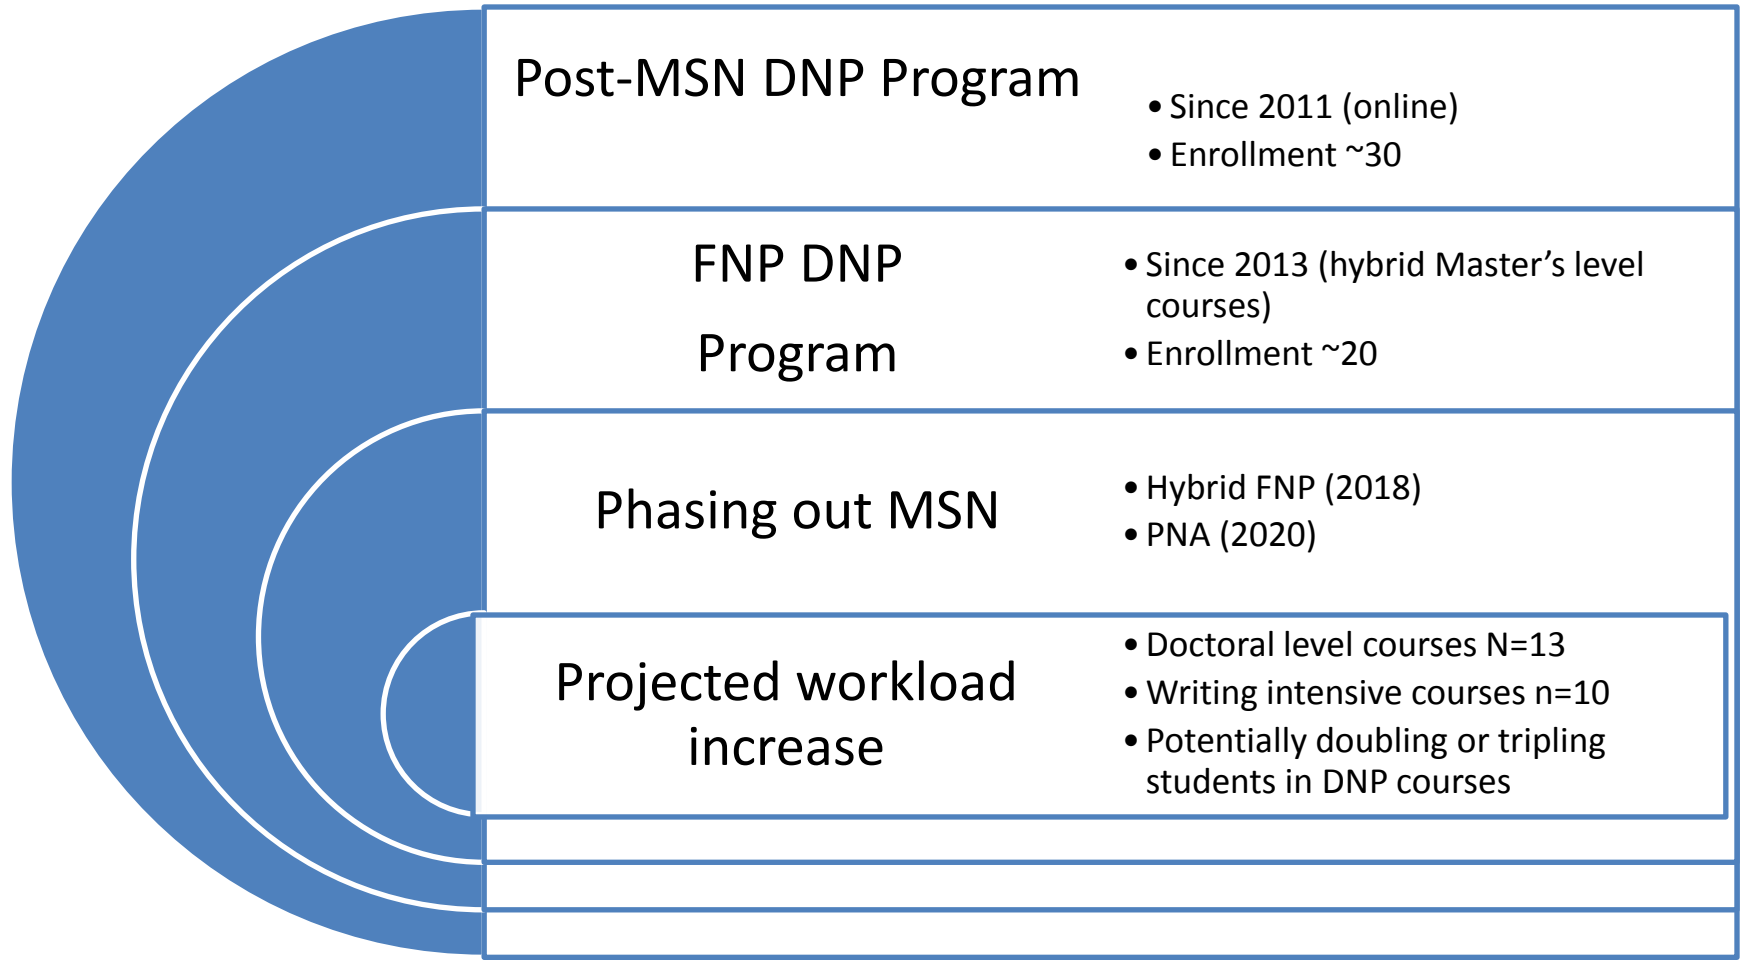 Post-MSN DNP Program
• Since 2011 (online)
• Enrollment ~30
FNP DNP
Program
• Since 2013 (hybrid Master’s level
courses)
• Enrollment ~20
Phasing out MSN
• Hybrid FNP (2018)
• PNA (2020)
Projected workload
increase
• Doctoral level courses N=13
• Writing intensive courses n=10
• Potentially doubling or tripling
students in DNP courses